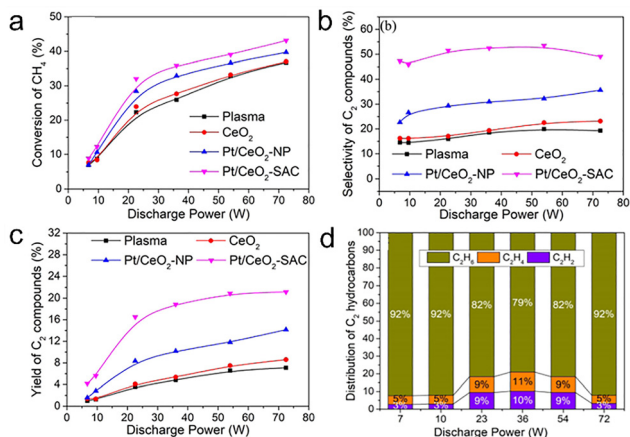 a
Conversion of CH4 (%)
50
40
30
20
10
0
Plasma
CeO2
Pt/CeO2-NP
Pt/CeO2-SAC
0 10 20 30 40 50 60 70 80
Discharge Power (W)
b
(b)
Selectivity of C2 compounds (%)
60
50
40
30
20
10
0
Plasma
CeO2
Pt/CeO2-NP
Pt/CeO2-SAC
0 10 20 30 40 50 60 70 80
Discharge Power (W)
c
Yield of C2 compounds (%)
32
28
24
20
16
12
8
4
0
Plasma
CeO2
Pt/CeO2-NP
Pt/CeO2-SAC
0 10 20 30 40 50 60 70 80
Discharge Power (W)
d
Distribution of C2 hydrocarbons
100
90
80
70
60
50
40
30
20
10
0
C2H6 C2H4 C2H2
92% 92% 82% 79% 82% 92%
5% 5% 9% 11% 9% 5%
3% 3% 9% 10% 9% 3%
7 10 23 36 54 72
Discharge Power (W)